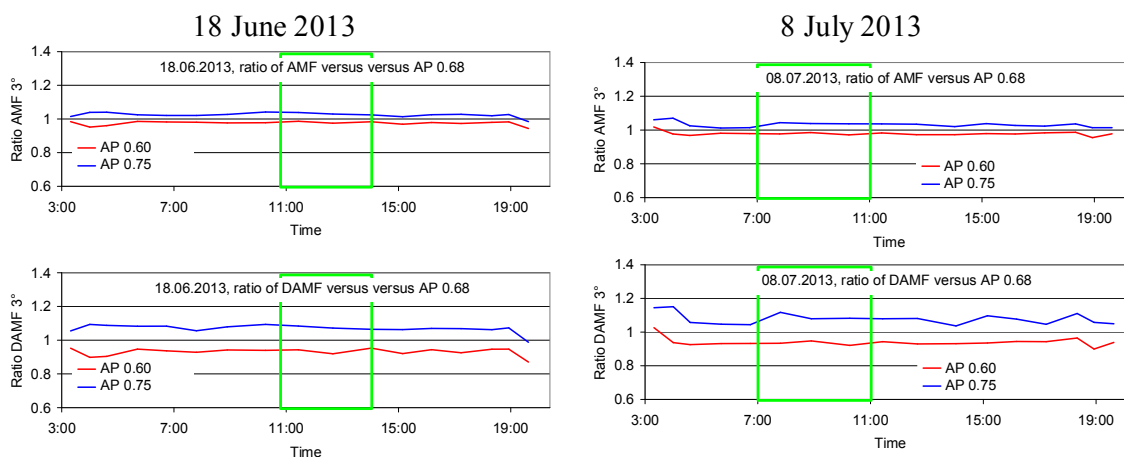 18 June 2013
8 July 2013
1.4
1.2
1
0.8
0.6
Ratio AMF 3°
18.06.2013, ratio of AMF versus versus AP 0.68
AP 0.60
AP 0.75
3:00 7:00 11:00 15:00 19:00
Time
1.4
1.2
1
0.8
0.6
Ratio AMF 3°
08.07.2013, ratio of AMF versus AP 0.68
AP 0.60
AP 0.75
3:00 7:00 11:00 15:00 19:00
Time
1.4
1.2
1
0.8
0.6
Ratio DAMF 3°
18.06.2013, ratio of DAMF versus versus AP 0.68
AP 0.60
AP 0.75
3:00 7:00 11:00 15:00 19:00
Time
1.4
1.2
1
0.8
0.6
Ratio DAMF 3°
08.07.2013, ratio of DAMF versus AP 0.68
AP 0.60
AP 0.75
3:00 7:00 11:00 15:00 19:00
Time